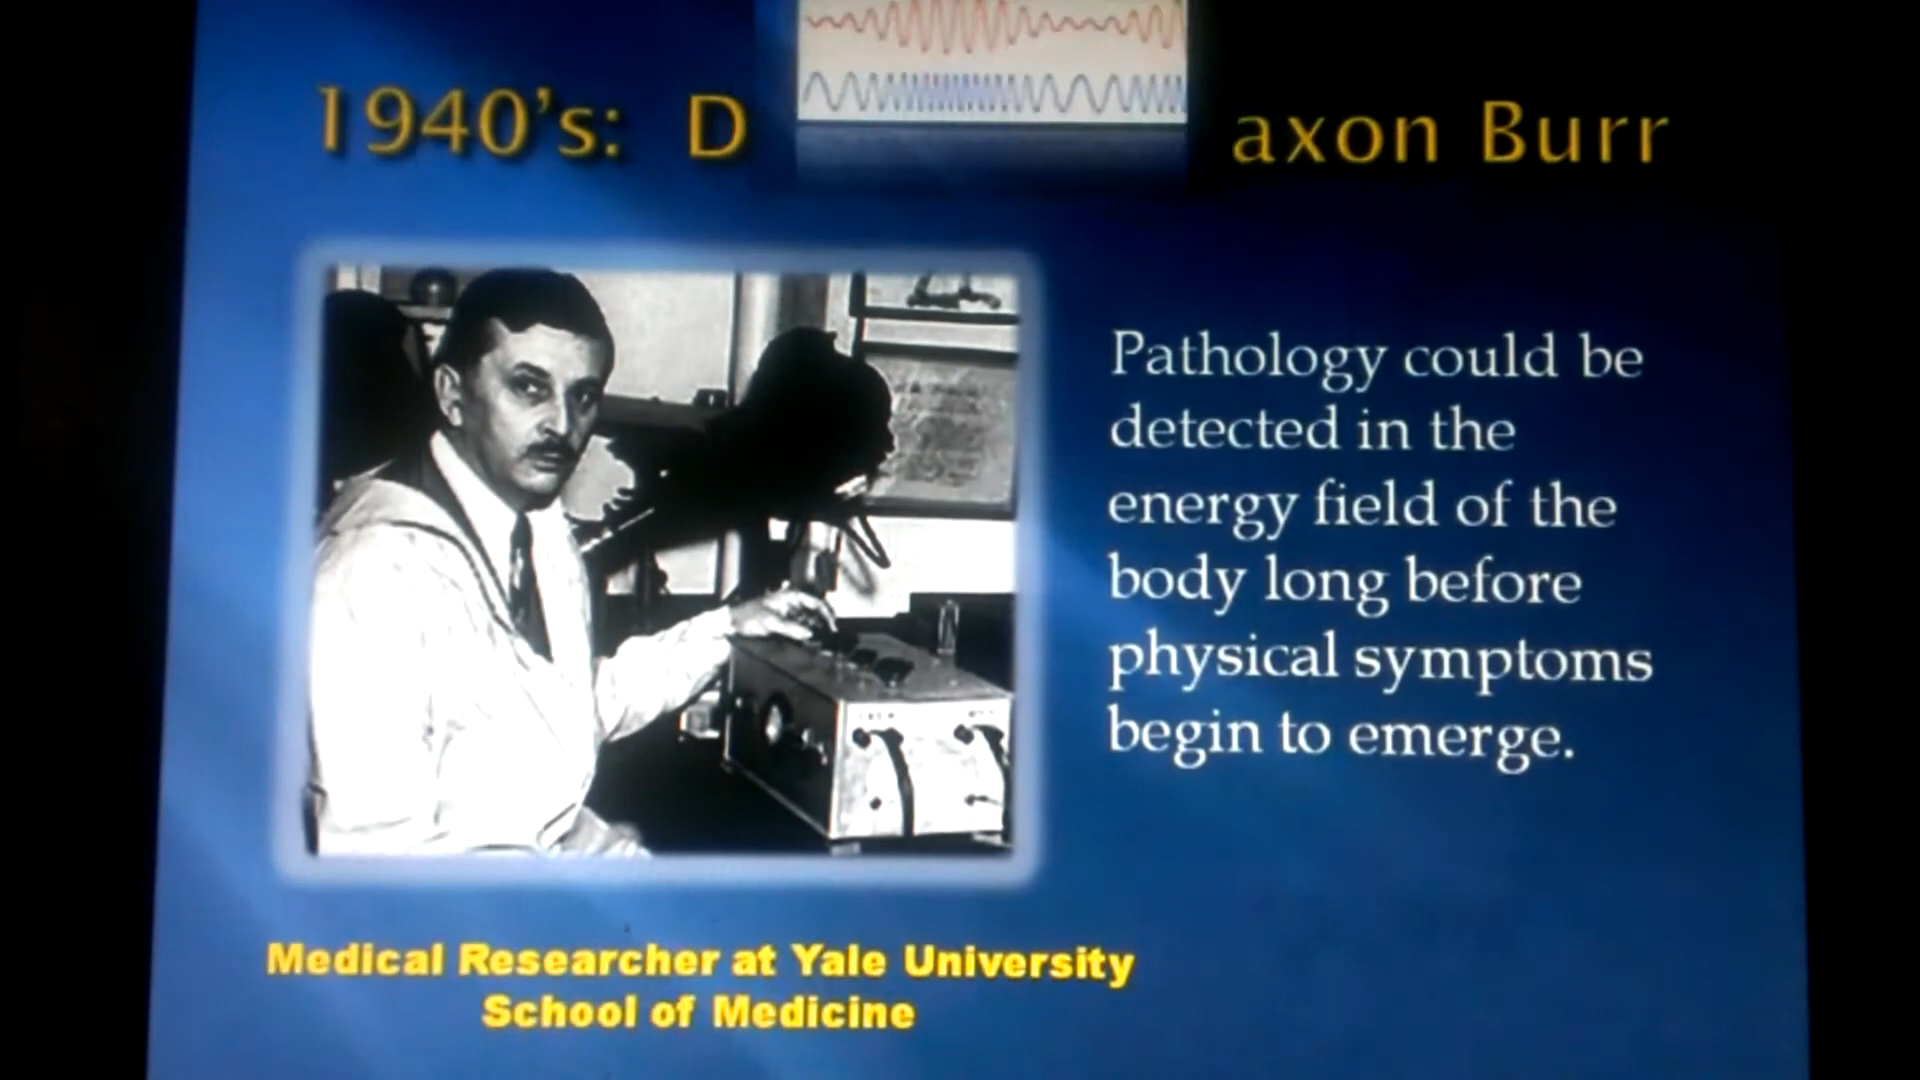 1940's: D axon Burr
Pathology could be
detected in the
energy field of the
body long before
physical symptoms
begin to emerge.
Medical Researcher at Yale University
School of Medicine